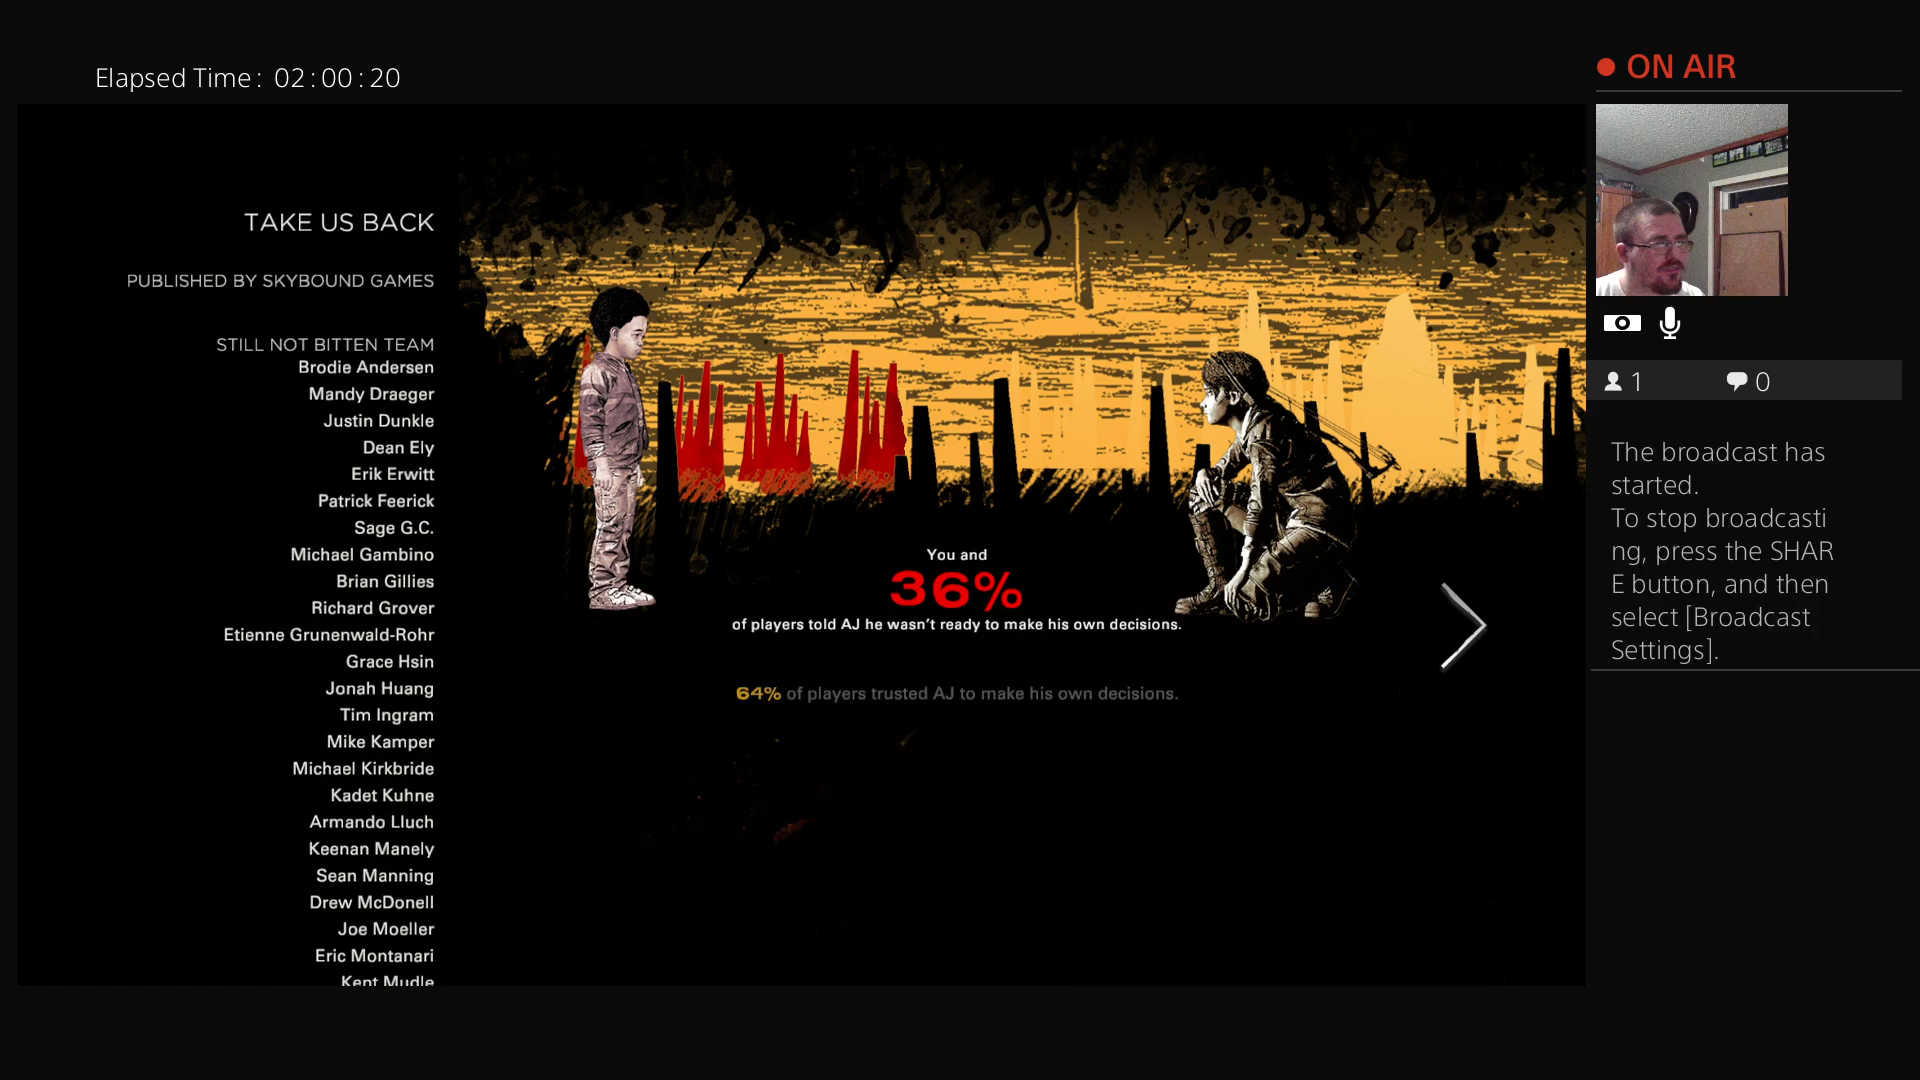 Elapsed Time: 02:00:20
TAKE US BACK
PUBLISHED BY SKYBOUND GAMES
STILL NOT BITTEN TEAM
Brodie Andersen
Mandy Draeger
Justin Dunkle
Dean Ely
Erik Erwitt
Patrick Feerick
Sage G.C.
Michael Gambino
Brian Gillies
Richard Grover
Etienne Grunenwald-Rohr
Grace Hsin
Jonah Huang
Tim Ingram
Mike Kamper
Michael Kirkbride
Kadet Kuhne
Armando Lluch
Keenan Manely
Sean Manning
Drew McDonell
Joe Moeller
Eric Montanari
Kent Mudle
You and
36%
of players told AJ he wasn't ready to make his own decisions.
64% of players trusted AJ to make his own decisions.
ON AIR
1
0
The broadcast has
started.
To stop broadcasti
ng, press the SHAR
E button, and then
select [Broadcast
Settings].